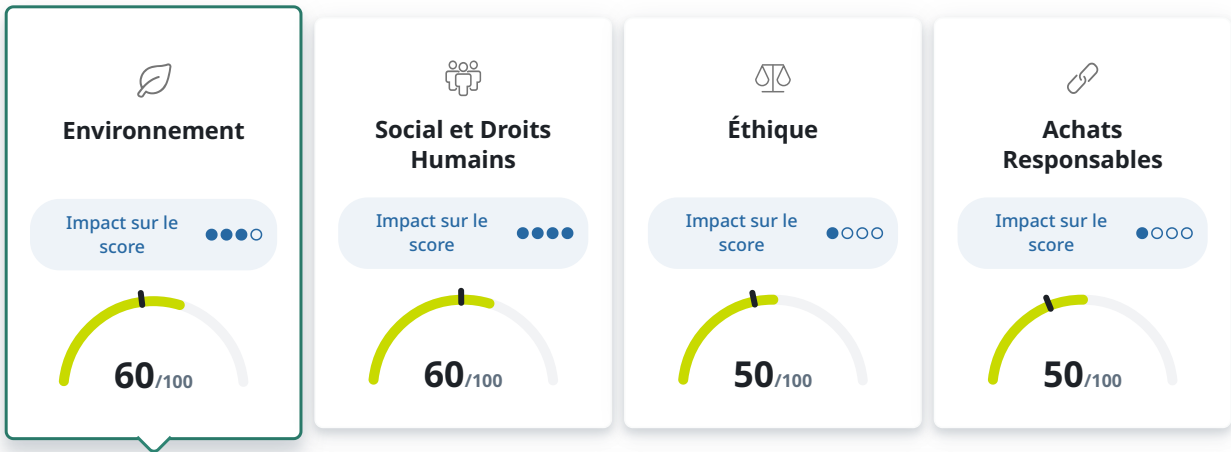 Environnement
Impact sur le
score
60/100
Social et Droits
Humains
Impact sur le
score
60/100
Éthique
Impact sur le
score
50/100
Achats
Responsables
Impact sur le
score
50/100